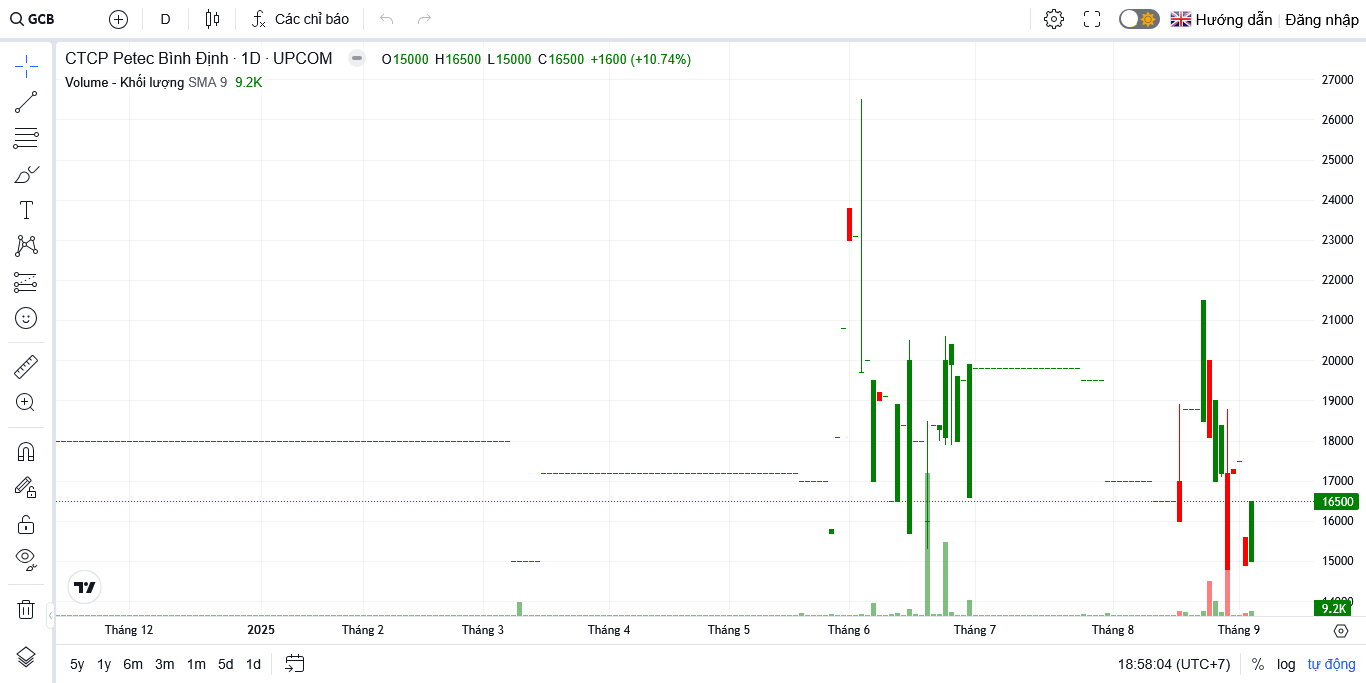 GCB D Các chỉ báo Hướng dẫn Đăng nhập
CTCP Petec Bình Định · 1D · UPCOM O15000 H16500 L15000 C16500 +1600 (+10.74%)
Volume - Khối lượng SMA 9 9.2K
27000
26000
25000
24000
23000
22000
21000
20000
19000
18000
17000
16500
16000
15000
14000
9.2K
Tháng 12 2025 Tháng 2 Tháng 3 Tháng 4 Tháng 5 Tháng 6 Tháng 7 Tháng 8 Tháng 9
5y 1y 6m 3m 1m 5d 1d 18:58:04 (UTC+7) % log tự động